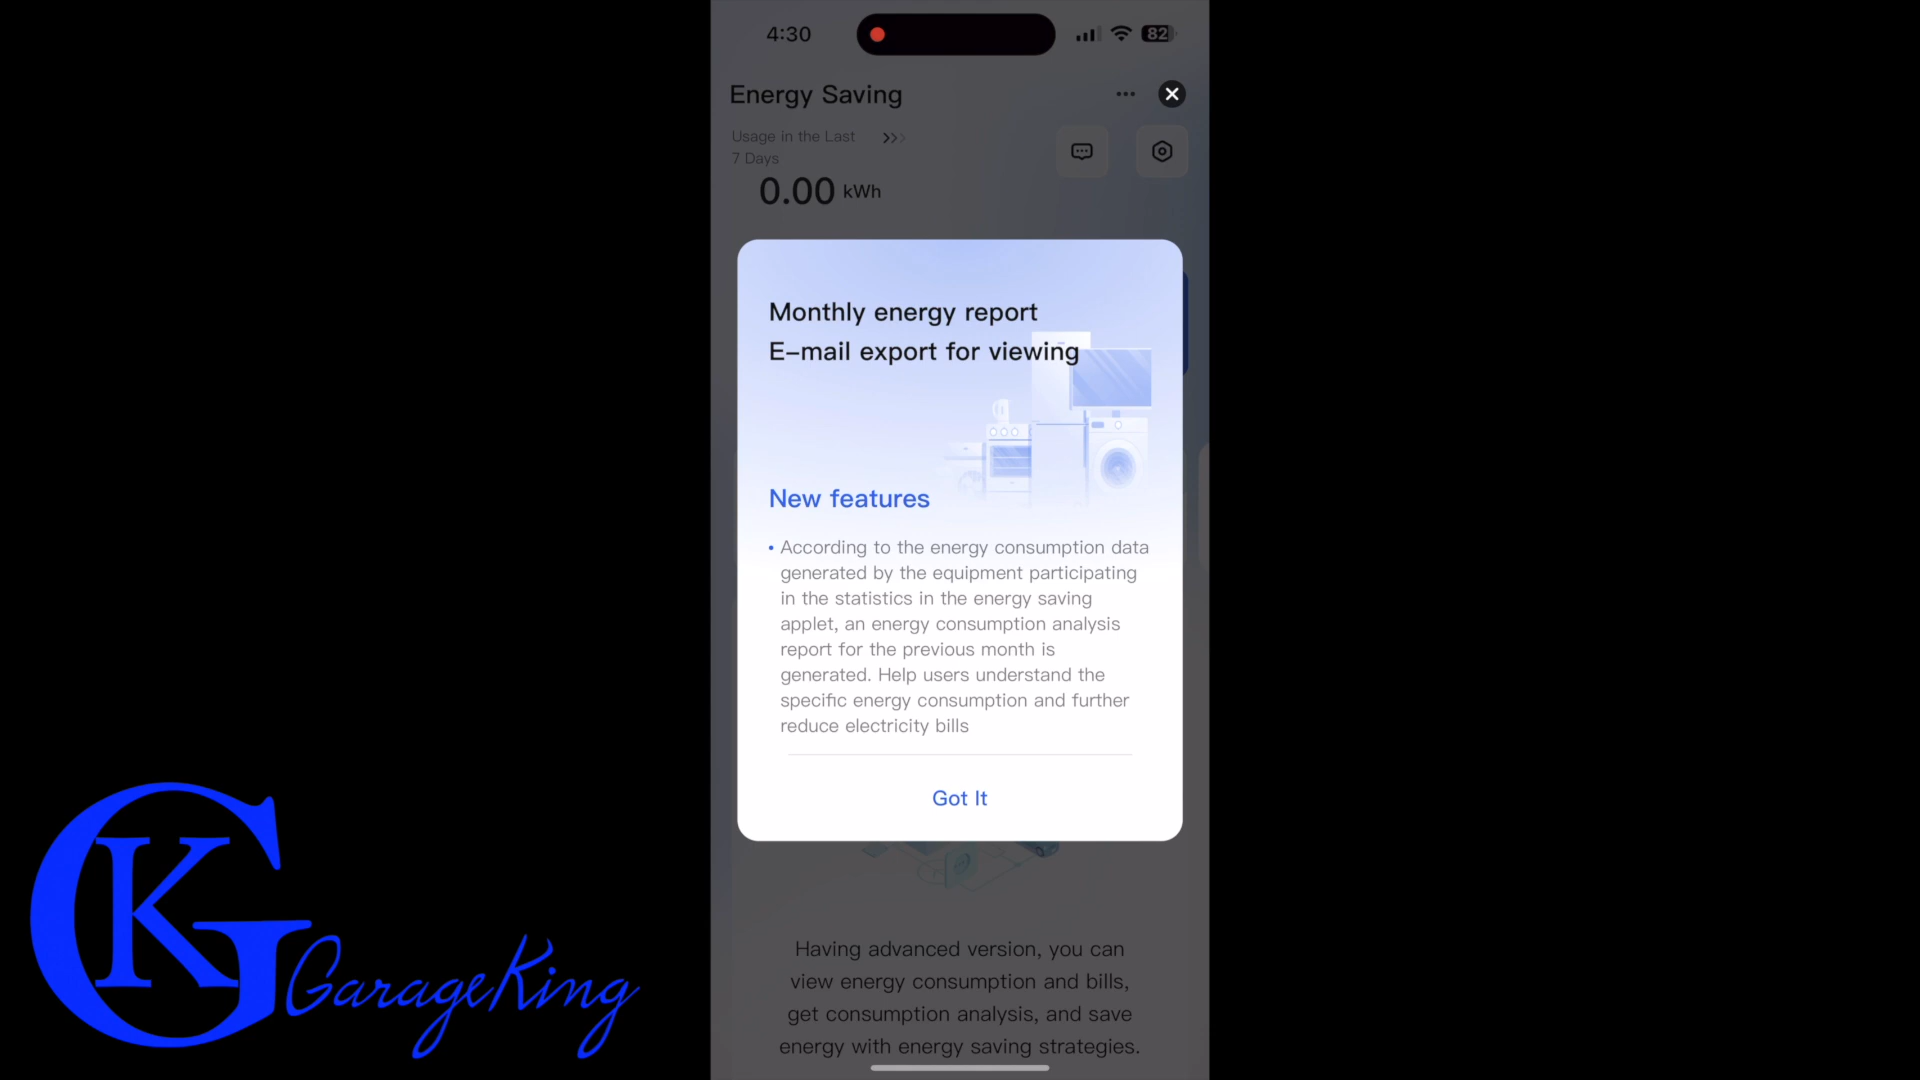 4:30
82
Energy Saving
Usage in the Last
7 Days
0.00 kWh
Monthly energy report
E-mail export for viewing
New features
• According to the energy consumption data
generated by the equipment participating
in the statistics in the energy saving
applet, an energy consumption analysis
report for the previous month is
generated. Help users understand the
specific energy consumption and further
reduce electricity bills
Got It
Having advanced version, you can
view energy consumption and bills,
get consumption analysis, and save
energy with energy saving strategies.
GK
GarageKing